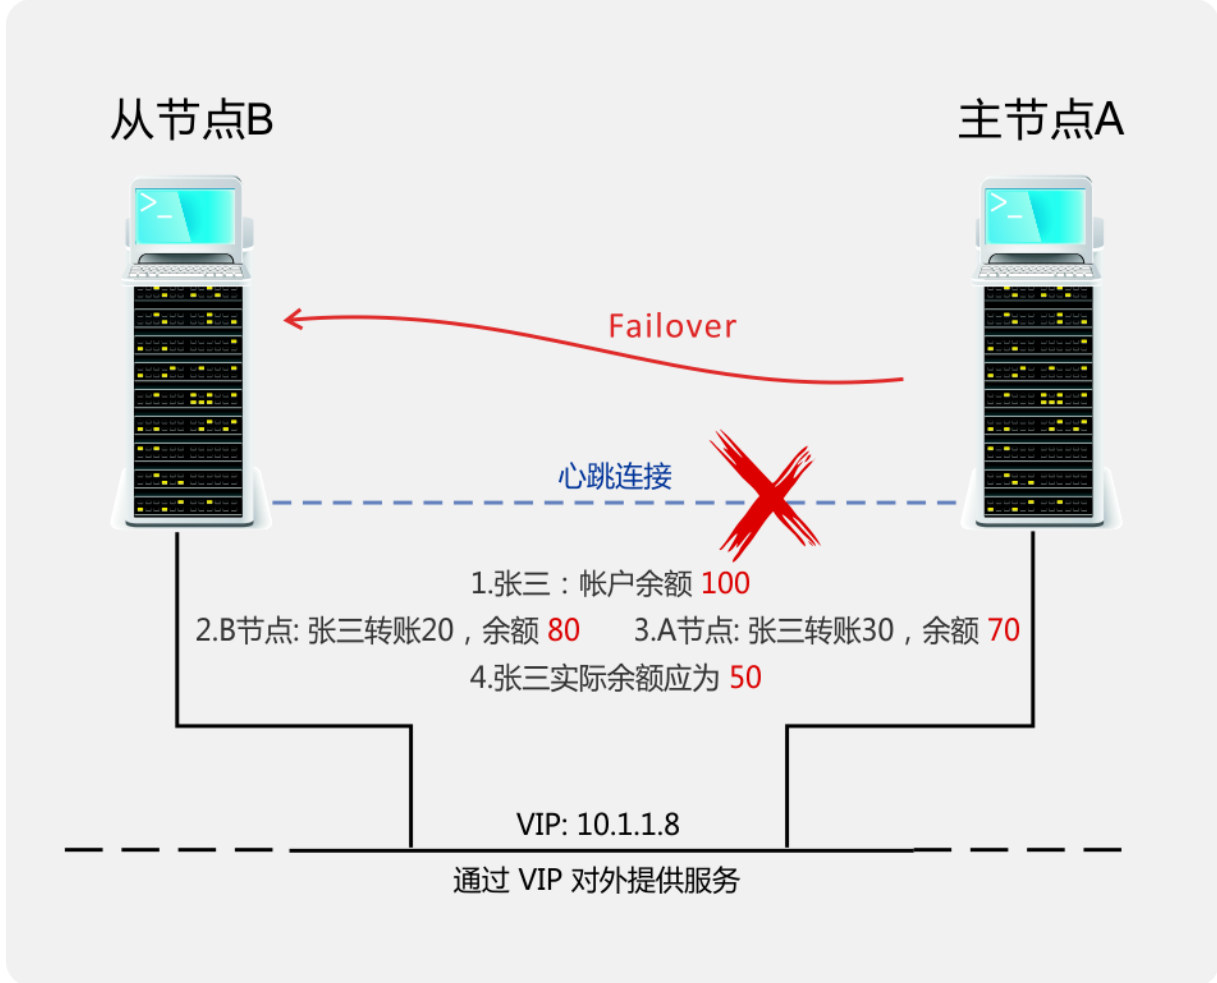 从节点B
主节点A
>_
>_
Failover
心跳连接
1.张三：帐户余额 100
2.B节点: 张三转账20，余额 80
3.A节点: 张三转账30，余额 70
4.张三实际余额应为 50
VIP: 10.1.1.8
通过 VIP 对外提供服务